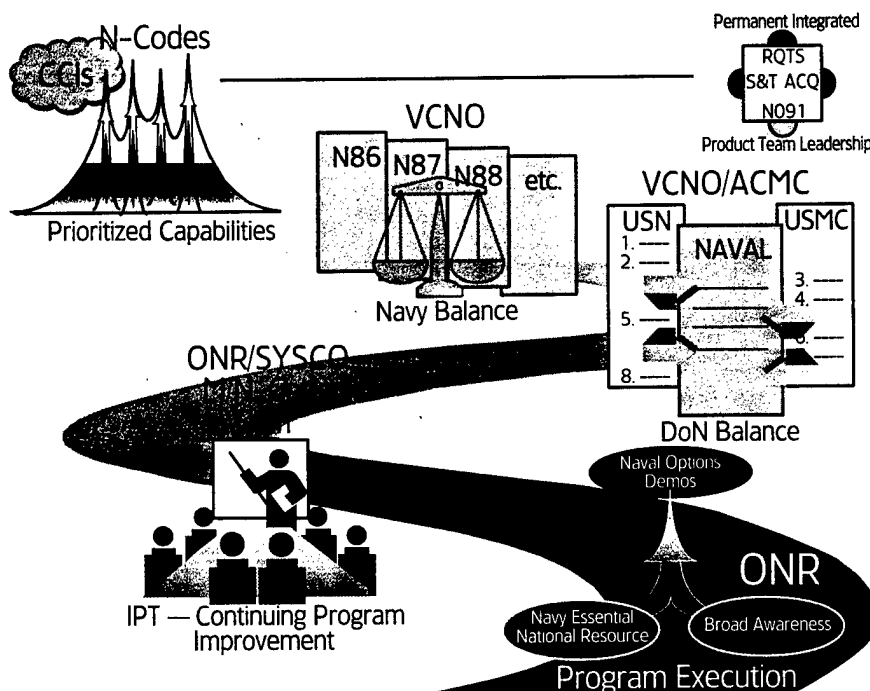 N-Codes
CCIs
Prioritized Capabilities
Permanent Integrated
RQTS
S&T ACQ
N091
Product Team Leadership
VCNO
N86
N87
N88
etc.
Navy Balance
VCNO/ACMC
USN
USMC
NAVAL
1.
2.
3.
4.
5.
6.
8.
DoN Balance
ONR/SYSCO
IPT — Continuing Program
Improvement
Naval Options
Demos
ONR
Navy Essential
National Resource
Broad Awareness
Program Execution